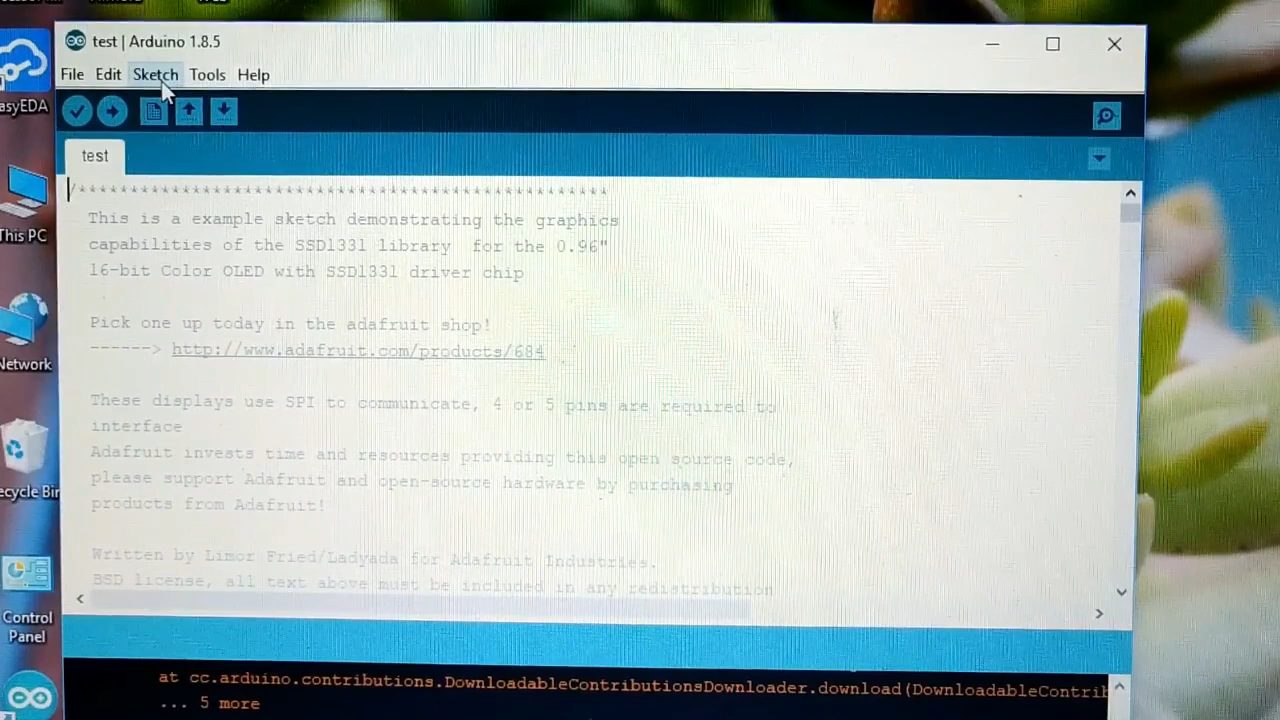 test | Arduino 1.8.5
File Edit Sketch Tools Help
asyEDA
test
/**************************************************
This is a example sketch demonstrating the graphics
capabilities of the SSD1331 library  for the 0.96"
16-bit Color OLED with SSD1331 driver chip
This PC
Pick one up today in the adafruit shop!
------> http://www.adafruit.com/products/684
Network
These displays use SPI to communicate, 4 or 5 pins are required to
interface
Adafruit invests time and resources providing this open source code,
please support Adafruit and open-source hardware by purchasing
products from Adafruit!
ecycle Bin
Written by Limor Fried/Ladyada for Adafruit Industries.
BSD license, all text above must be included in any redistribution
Control
Panel
at cc.arduino.contributions.DownloadableContributionsDownloader.download(DownloadableContrib
... 5 more